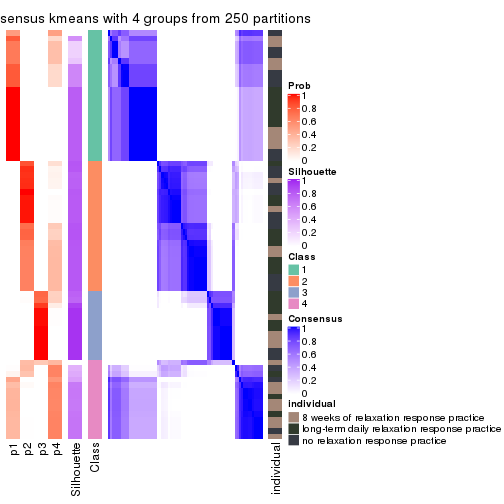 sensus kmeans with 4 groups from 250 partitions
Prob
1
0.8
0.6
0.4
0.2
0
Silhouette
1
0.8
0.6
0.4
0.2
0
Class
1
2
3
4
Consensus
1
0.8
0.6
0.4
0.2
0
individual
8 weeks of relaxation response practice
long-term daily relaxation response practice
no relaxation response practice
p1
p2
p3
p4
Silhouette
Class
individual